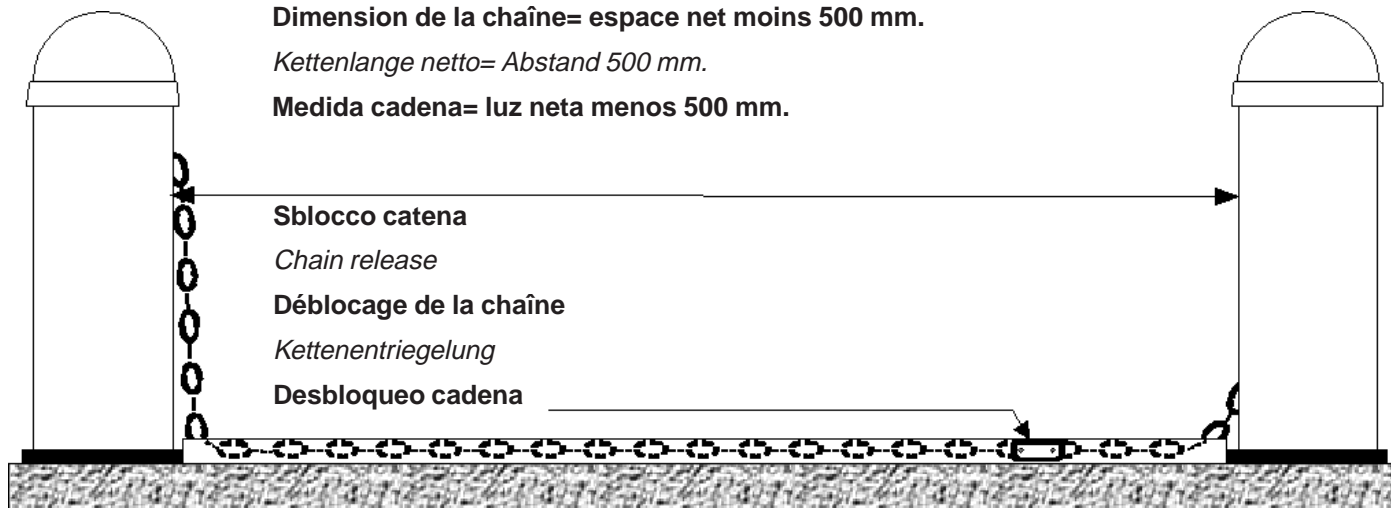 Dimension de la chaîne= espace net moins 500 mm.
Kettenlange netto= Abstand 500 mm.
Medida cadena= luz neta menos 500 mm.
Sblocco catena
Chain release
Déblocage de la chaîne
Kettenentriegelung
Desbloqueo cadena